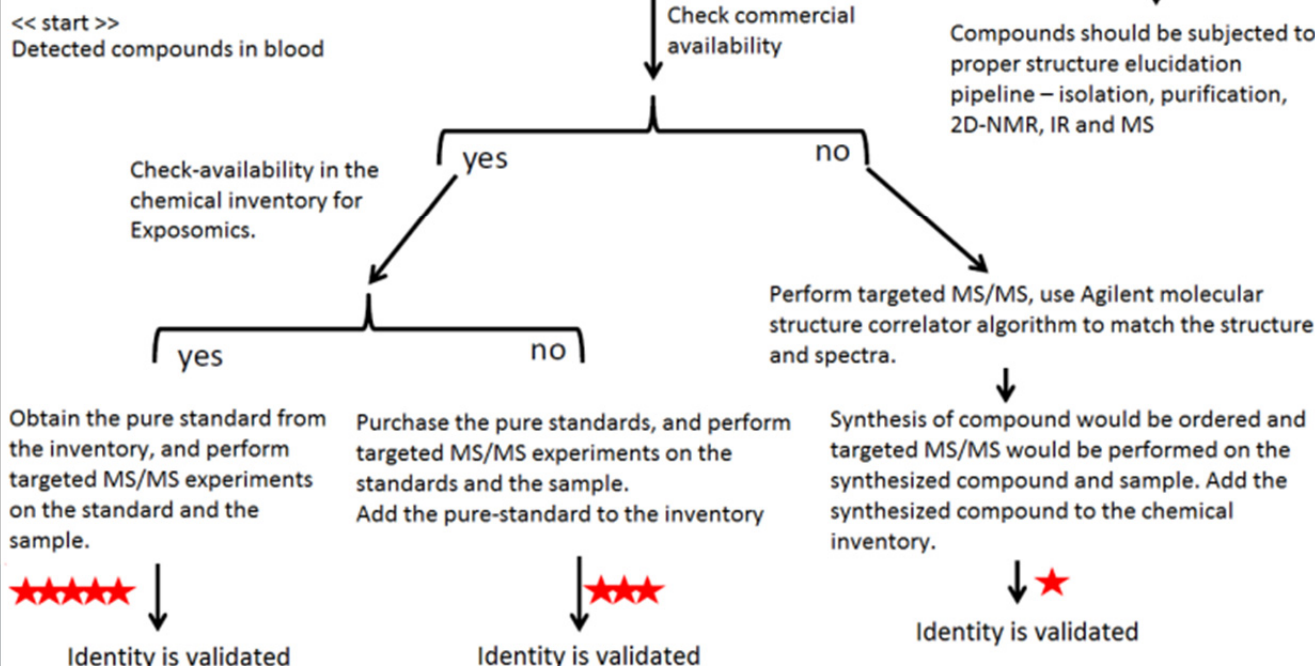 << start >>
Detected compounds in blood
Check commercial
availability
Compounds should be subjected to
proper structure elucidation
pipeline – isolation, purification,
2D-NMR, IR and MS
yes
no
Check-availability in the
chemical inventory for
Exposomics.
yes
no
Perform targeted MS/MS, use Agilent molecular
structure correlator algorithm to match the structure
and spectra.
Obtain the pure standard from
the inventory, and perform
targeted MS/MS experiments
on the standard and the
sample.
Purchase the pure standards, and perform
targeted MS/MS experiments on the
standards and the sample.
Add the pure-standard to the inventory
Synthesis of compound would be ordered and
targeted MS/MS would be performed on the
synthesized compound and sample. Add the
synthesized compound to the chemical
inventory.
Identity is validated
Identity is validated
Identity is validated